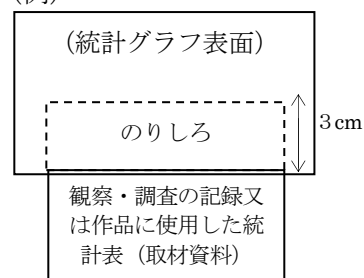 (例)
(統計グラフ表面)
のりしろ
3cm
観察・調査の記録又
は作品に使用した統
計表（取材資料）